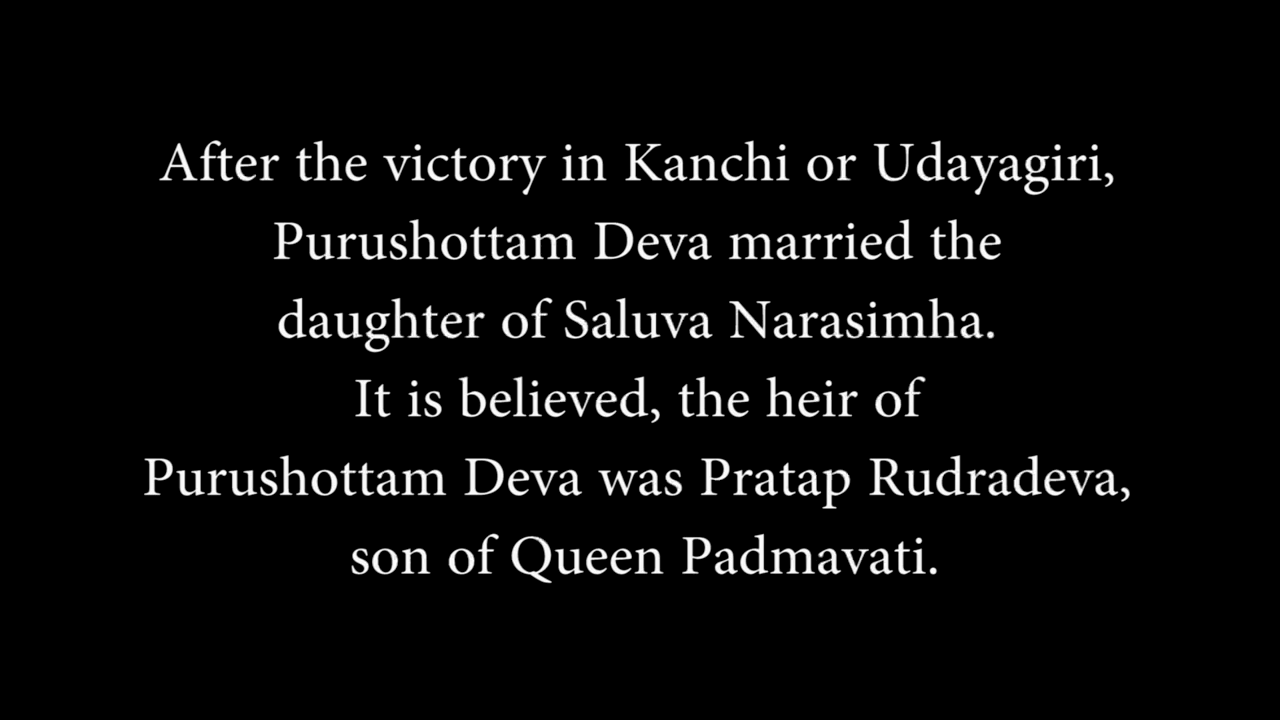 After the victory in Kanchi or Udayagiri,
Purushottam Deva married the
daughter of Saluva Narasimha.
It is believed, the heir of
Purushottam Deva was Pratap Rudradeva,
son of Queen Padmavati.